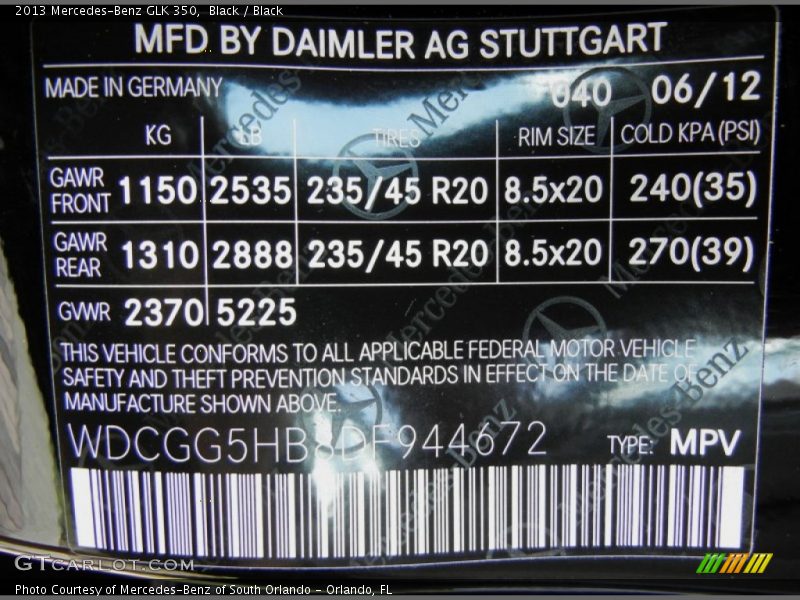 2013 Mercedes-Benz GLK 350, Black / Black
MFD BY DAIMLER AG STUTTGART
MADE IN GERMANY 040 06/12
KG LB TIRES RIM SIZE COLD KPA (PSI)
GAWR FRONT 1150 2535 235/45 R20 8.5x20 240(35)
GAWR REAR 1310 2888 235/45 R20 8.5x20 270(39)
GVWR 2370 5225
THIS VEHICLE CONFORMS TO ALL APPLICABLE FEDERAL MOTOR VEHICLE
SAFETY AND THEFT PREVENTION STANDARDS IN EFFECT ON THE DATE OF
MANUFACTURE SHOWN ABOVE.
WDCGG5HB8DF944672 TYPE: MPV
Mercedes-Benz
GTCARLOT.COM
Photo Courtesy of Mercedes-Benz of South Orlando - Orlando, FL